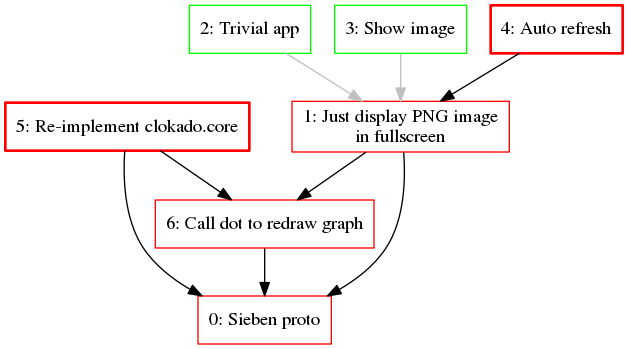 2: Trivial app
3: Show image
4: Auto refresh
5: Re-implement clokado.core
1: Just display PNG image
in fullscreen
6: Call dot to redraw graph
0: Sieben proto